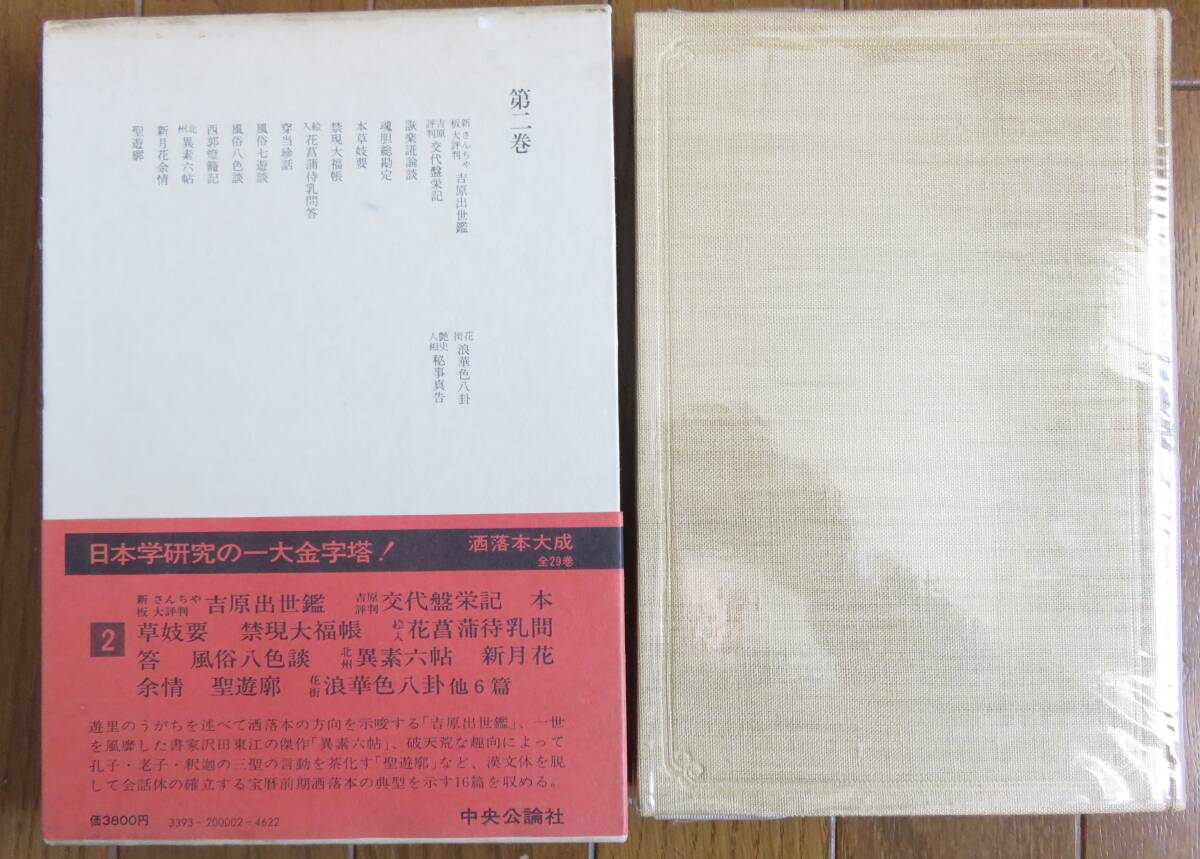 第二巻
新板 さんちや大評判 吉原出世鑑
吉原評判 交代盤栄記
猷楽詑論談
魂胆総勘定
本草妓要
禁現大福帳
絵入 花菖蒲待乳問答
穿当珍話
風俗七遊談
風俗八色談
西郭燈籠記
北州 異素六帖
新月花余情
聖遊廓
花街 浪華色八卦
艶史人相 秘事真告
日本学研究の一大金字塔！
洒落本大成
全29巻
2
新板 さんちや大評判 吉原出世鑑 吉原評判 交代盤栄記 本
草妓要 禁現大福帳 絵入 花菖蒲待乳問
答 風俗八色談 北州 異素六帖 新月花
余情 聖遊廓 花街 浪華色八卦 他6篇
遊里のうがちを述べて洒落本の方向を示唆する「吉原出世鑑」、一世
を風靡した書家沢田東江の傑作「異素六帖」、破天荒な趣向によって
孔子・老子・釈迦の三聖の言動を茶化す「聖遊廓」など、漢文体を脱
して会話体の確立する宝暦前期洒落本の典型を示す16篇を収める。
価3800円 3393-200002-4622
中央公論社